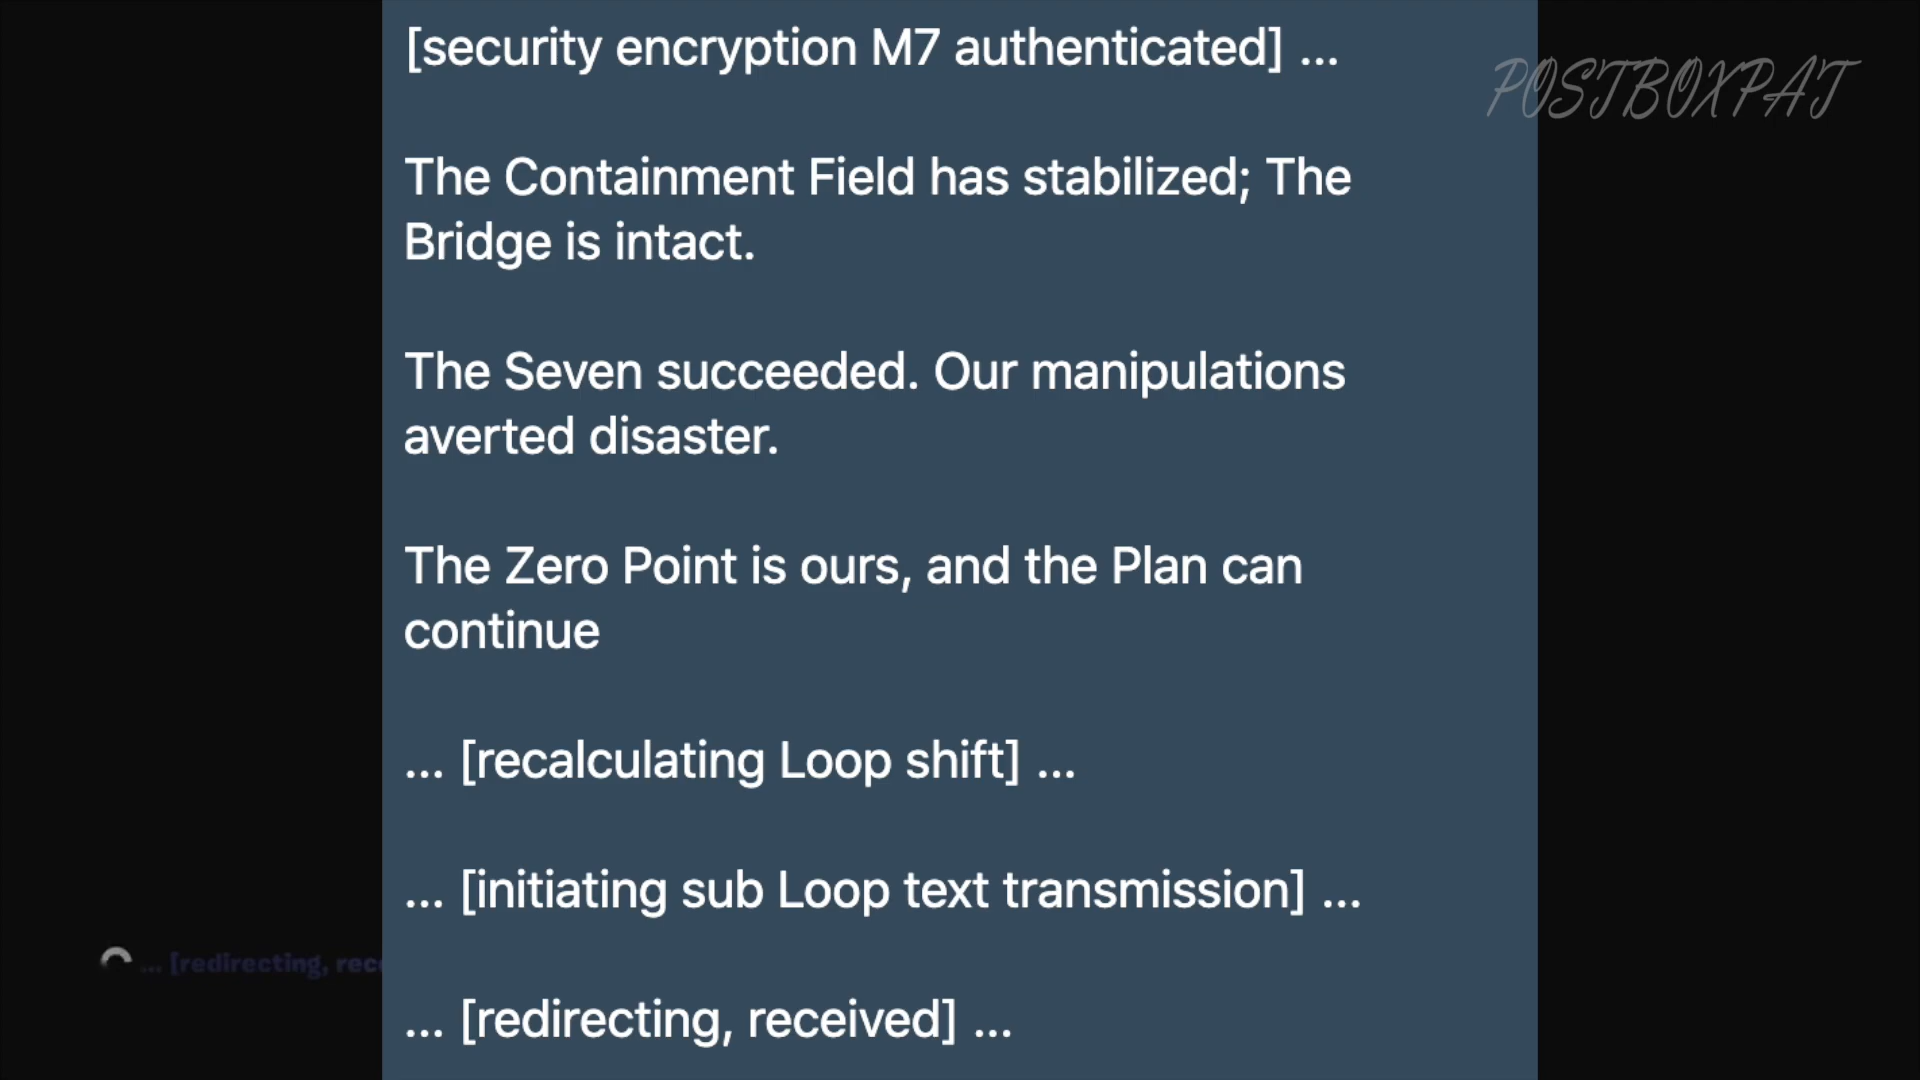 [security encryption M7 authenticated] ...
POSTBOXPAT
The Containment Field has stabilized; The
Bridge is intact.
The Seven succeeded. Our manipulations
averted disaster.
The Zero Point is ours, and the Plan can
continue
... [recalculating Loop shift] ...
... [initiating sub Loop text transmission] ...
... [redirecting, rec
... [redirecting, received] ...